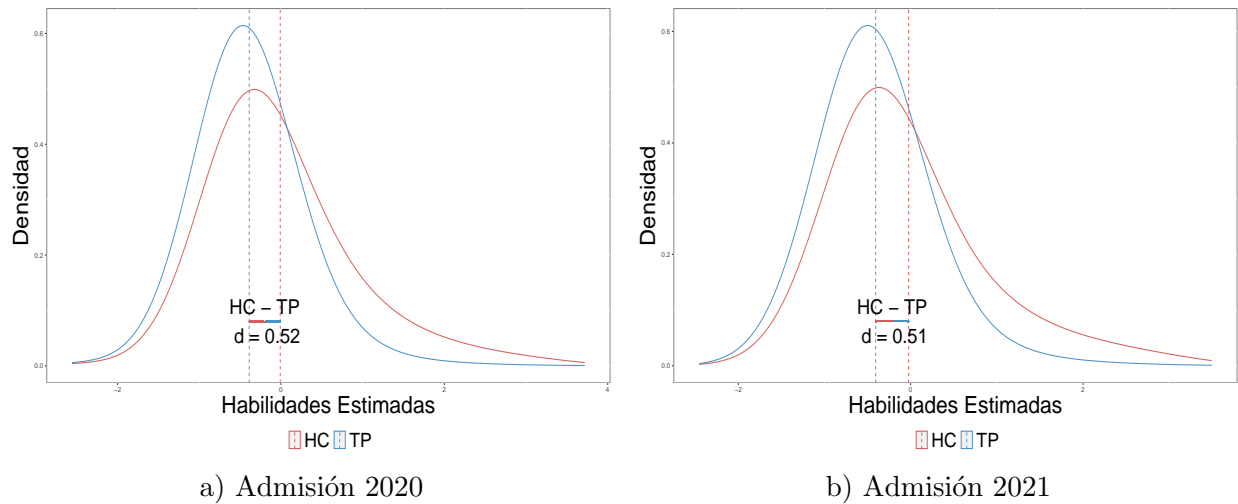 0.6
0.4
0.2
0.0
Densidad
HC – TP
d = 0.52
-2
0
2
4
Habilidades Estimadas
HC TP
a) Admisión 2020
0.6
0.4
0.2
0.0
Densidad
HC – TP
d = 0.51
-2
0
2
Habilidades Estimadas
HC TP
b) Admisión 2021